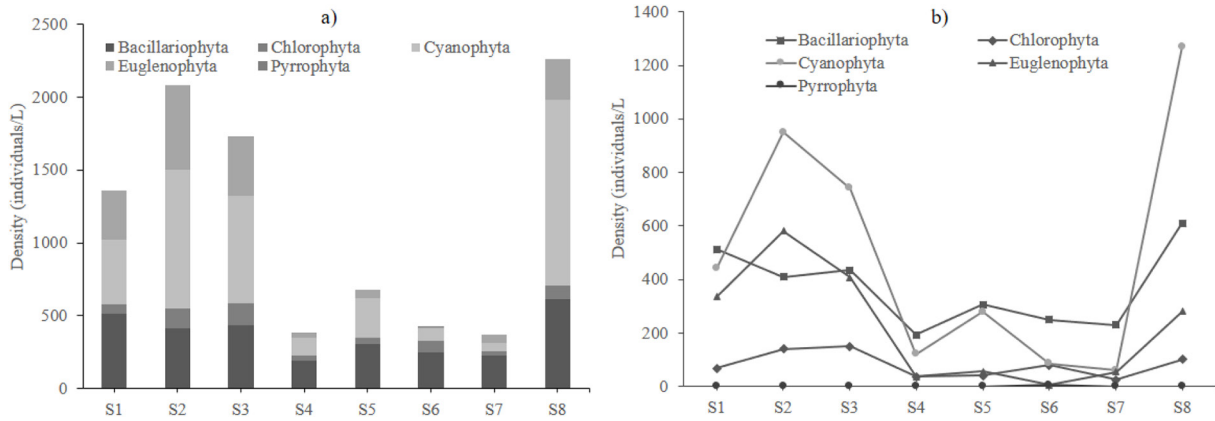 a)
Bacillariophyta Chlorophyta Cyanophyta
Euglenophyta Pyrrophyta
Density (individuals/L)
2500
2000
1500
1000
500
0
S1 S2 S3 S4 S5 S6 S7 S8
b)
Bacillariophyta Chlorophyta
Cyanophyta Euglenophyta
Pyrrophyta
Density (individuals/L
1400
1200
1000
800
600
400
200
0
S1 S2 S3 S4 S5 S6 S7 S8